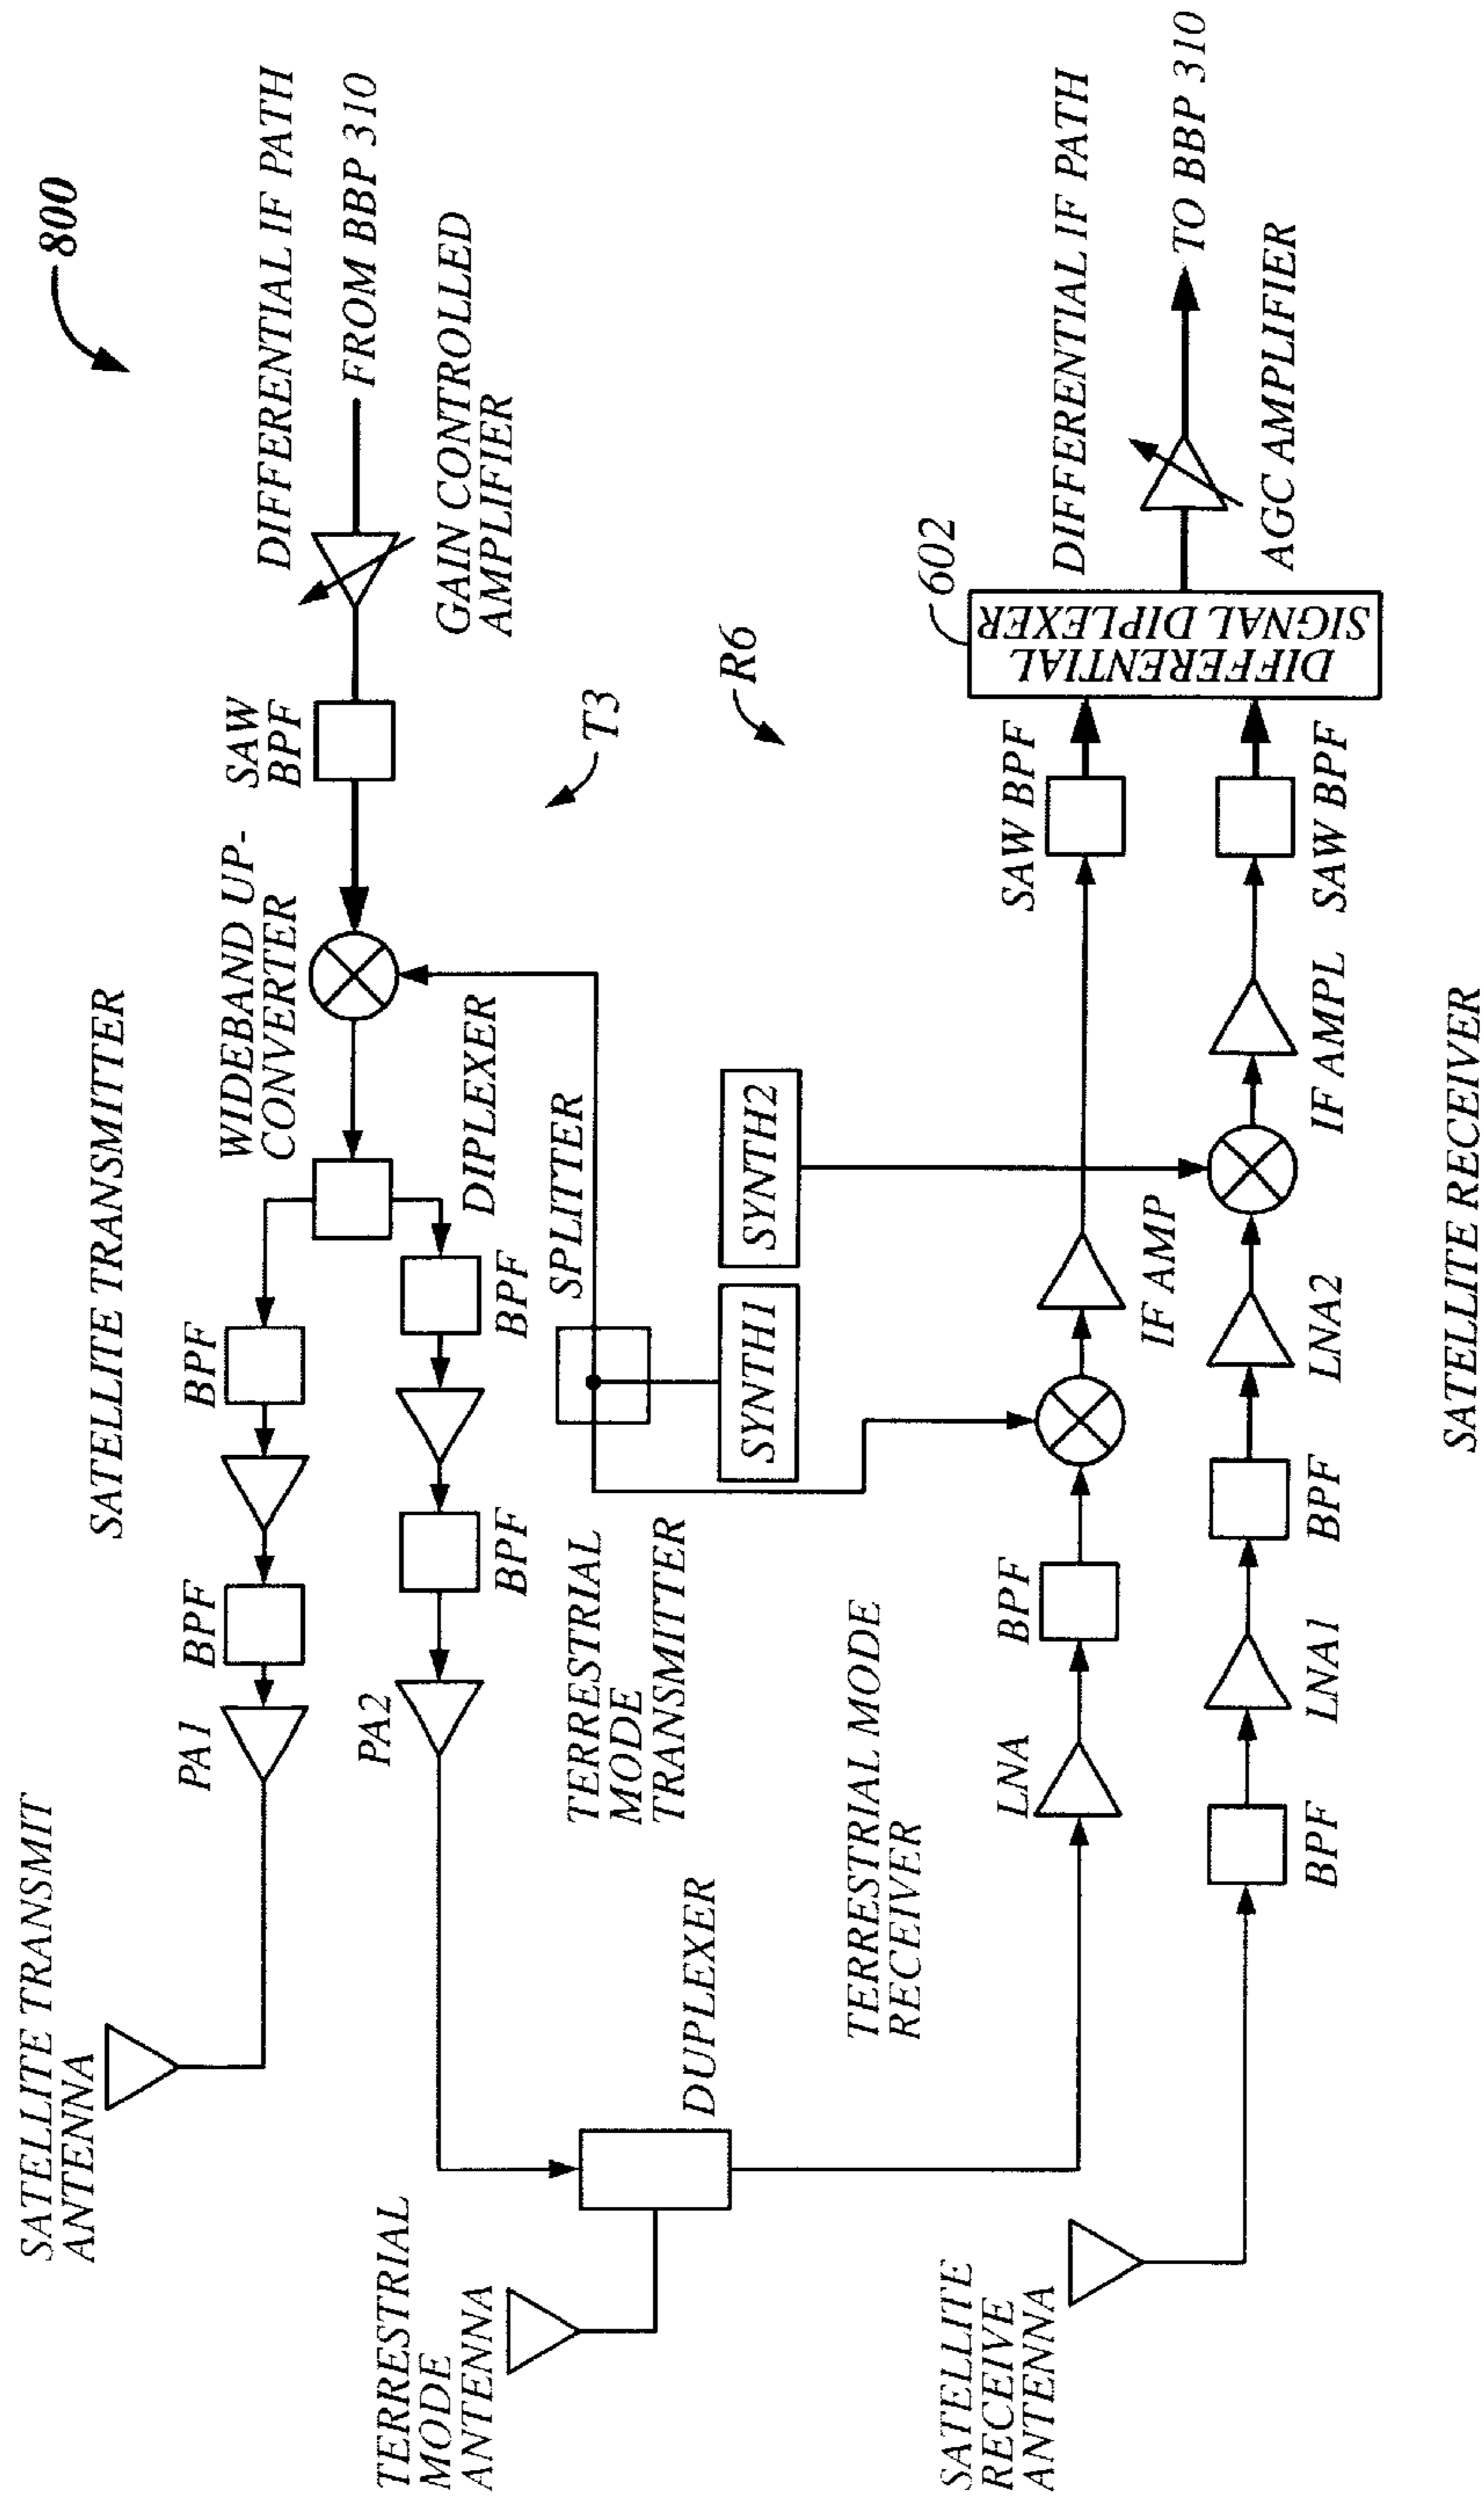 800
SATELLITE TRANSMIT
ANTENNA
SATELLITE TRANSMITTER
PA1
BPF
BPF
WIDEBAND UP-
CONVERTER
SAW
BPF
DIFFERENTIAL IF PATH
FROM BBP 310
GAIN CONTROLLED
AMPLIFIER
TERRESTRIAL
MODE
ANTENNA
PA2
BPF
BPF
DIPLEXER
SPLITTER
TERRESTRIAL
MODE
TRANSMITTER
T3
DUPLEXER
SYNTH1
SYNTH2
R6
TERRESTRIAL MODE
RECEIVER
602
SATELLITE
RECEIVE
ANTENNA
LNA
BPF
IF AMP
SAW BPF
DIFFERENTIAL
SIGNAL DIPLEXER
DIFFERENTIAL IF PATH
TO BBP 310
AGC AMPLIFIER
BPF
LNA1
BPF
LNA2
IF AMPL
SAW BPF
SATELLITE RECEIVER